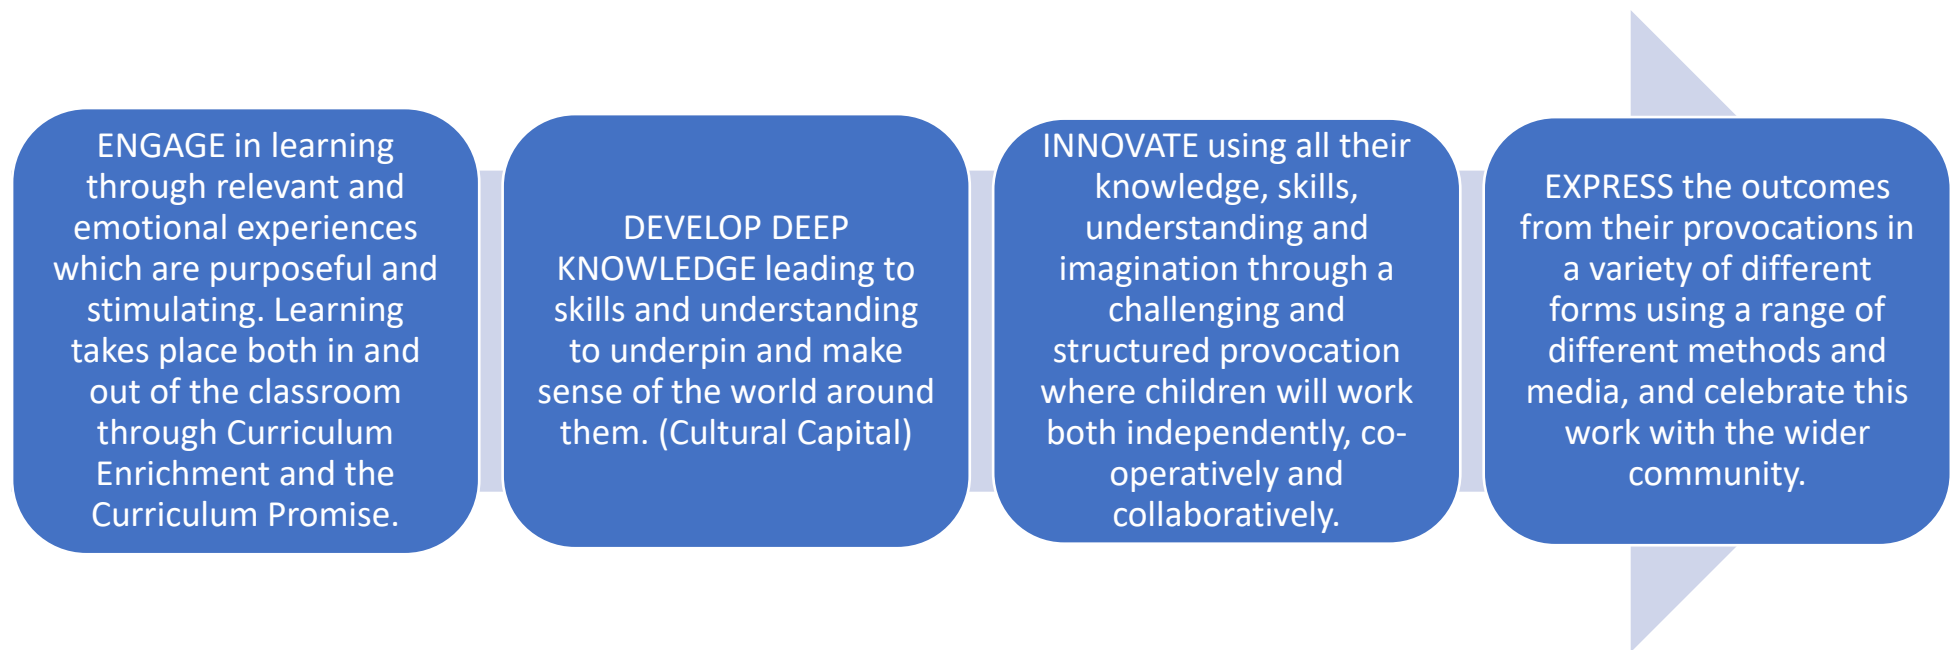 ENGAGE in learning
through relevant and
emotional experiences
which are purposeful and
stimulating. Learning
takes place both in and
out of the classroom
through Curriculum
Enrichment and the
Curriculum Promise.
DEVELOP DEEP
KNOWLEDGE leading to
skills and understanding
to underpin and make
sense of the world around
them. (Cultural Capital)
INNOVATE using all their
knowledge, skills,
understanding and
imagination through a
challenging and
structured provocation
where children will work
both independently, co-
operatively and
collaboratively.
EXPRESS the outcomes
from their provocations in
a variety of different
forms using a range of
different methods and
media, and celebrate this
work with the wider
community.